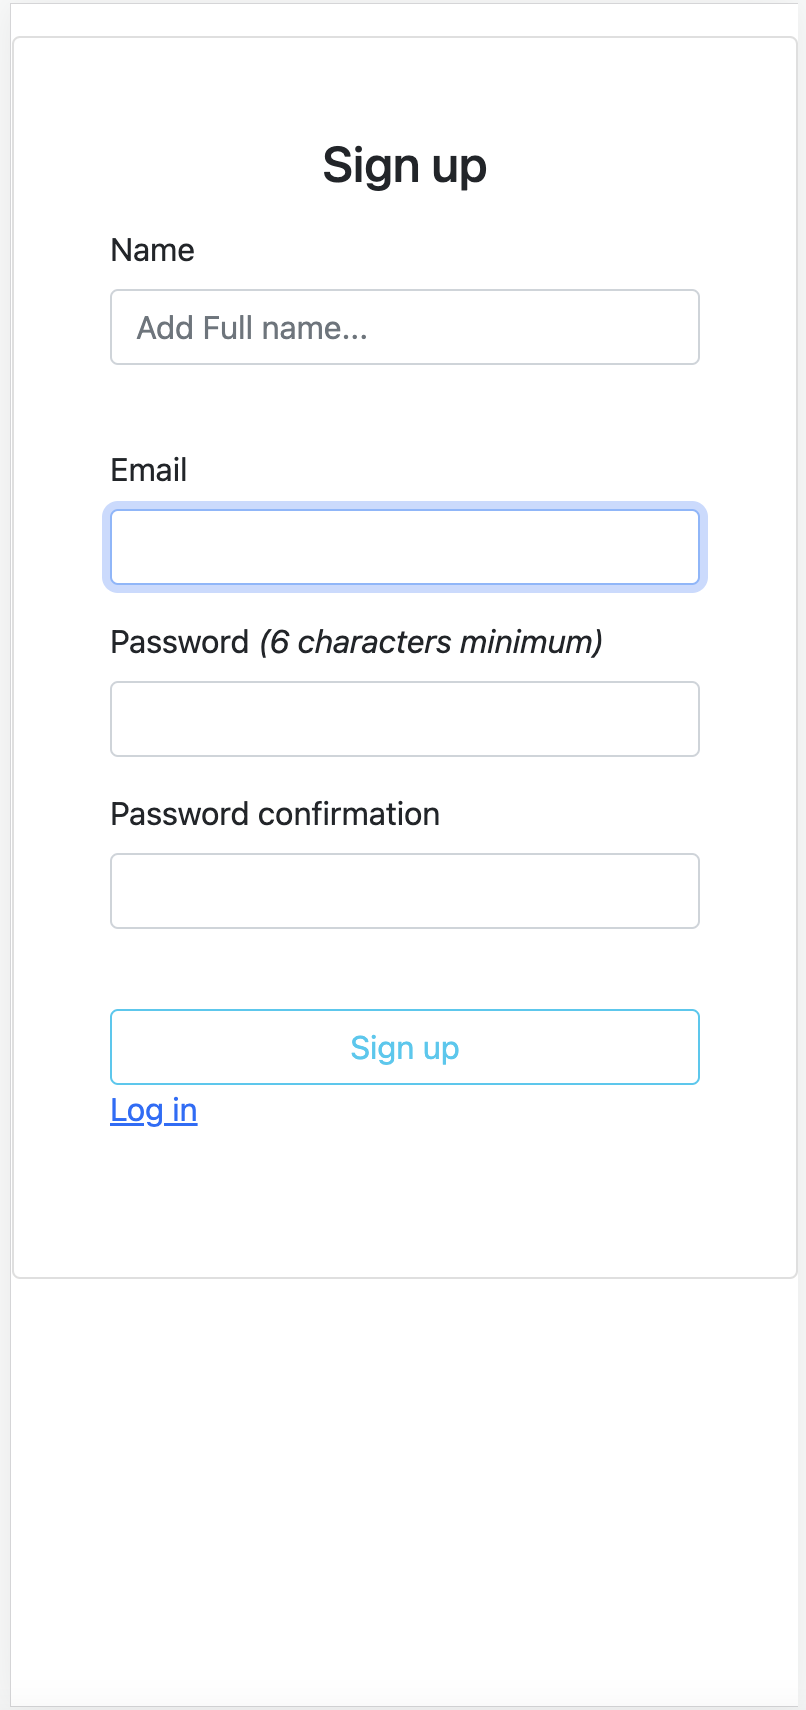 Sign up
Name
Add Full name...
Email
Password (6 characters minimum)
Password confirmation
Sign up
Log in